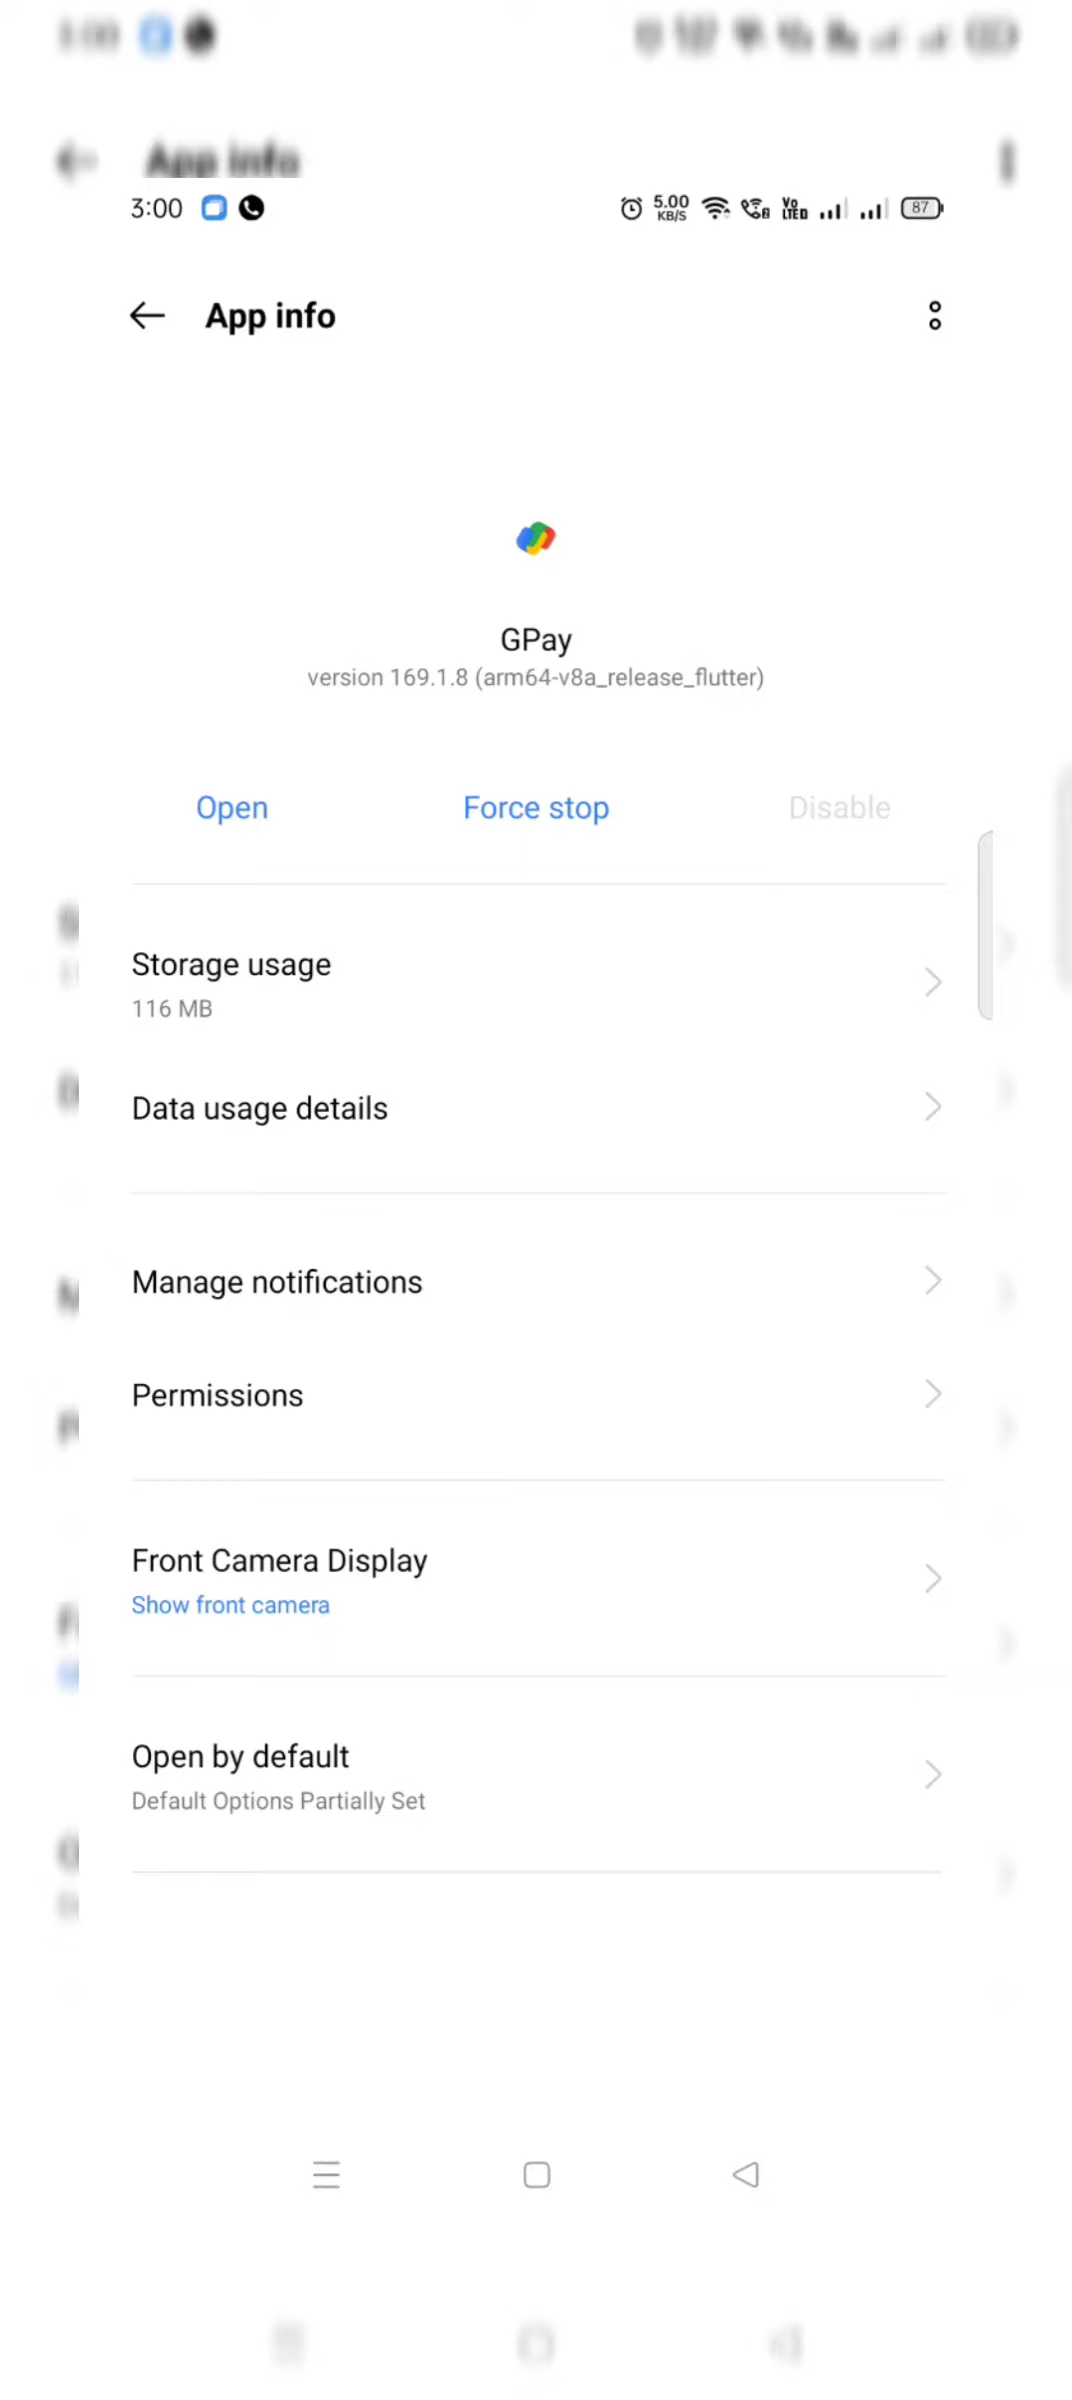 App info
3:00
5.00
KB/S
Vo
LTED
87
App info
GPay
version 169.1.8 (arm64-v8a_release_flutter)
Open Force stop Disable
Storage usage
116 MB
Data usage details
Manage notifications
Permissions
Front Camera Display
Show front camera
Open by default
Default Options Partially Set